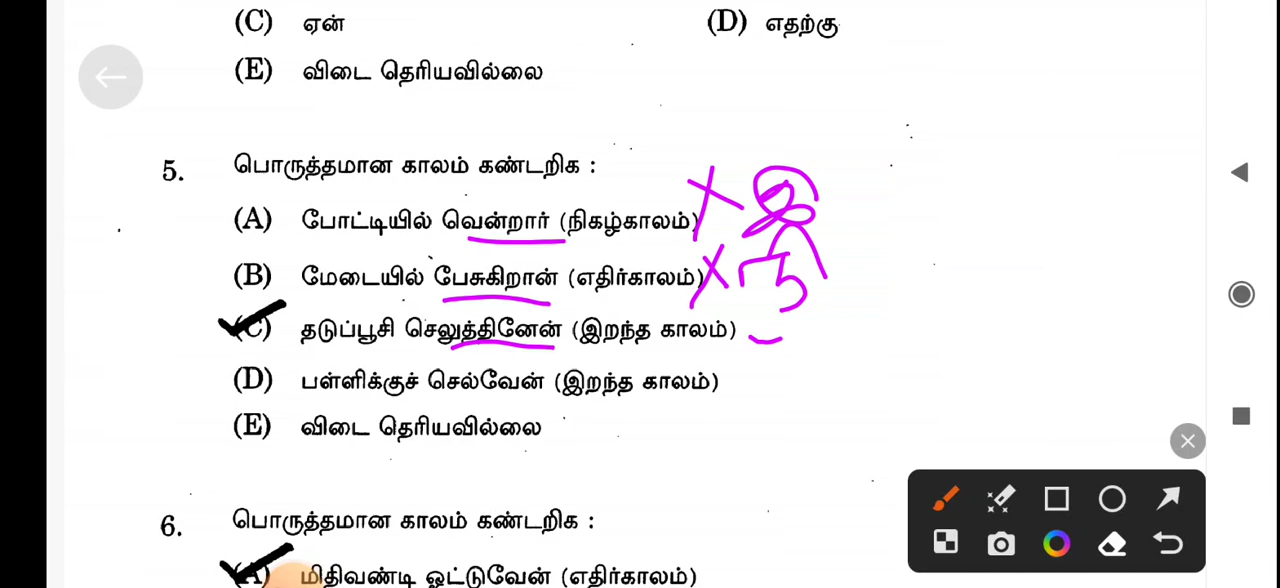 (C) ஏன் (D) எதற்கு
(E) விடை தெரியவில்லை
5. பொருத்தமான காலம் கண்டறிக :
(A) போட்டியில் வென்றார் (நிகழ்காலம்)
(B) மேடையில் பேசுகிறான் (எதிர்காலம்)
(C) தடுப்பூசி செலுத்தினேன் (இறந்த காலம்)
(D) பள்ளிக்குச் செல்வேன் (இறந்த காலம்)
(E) விடை தெரியவில்லை
6. பொருத்தமான காலம் கண்டறிக :
(A) மிதிவண்டி ஓட்டுவேன் (எதிர்காலம்)